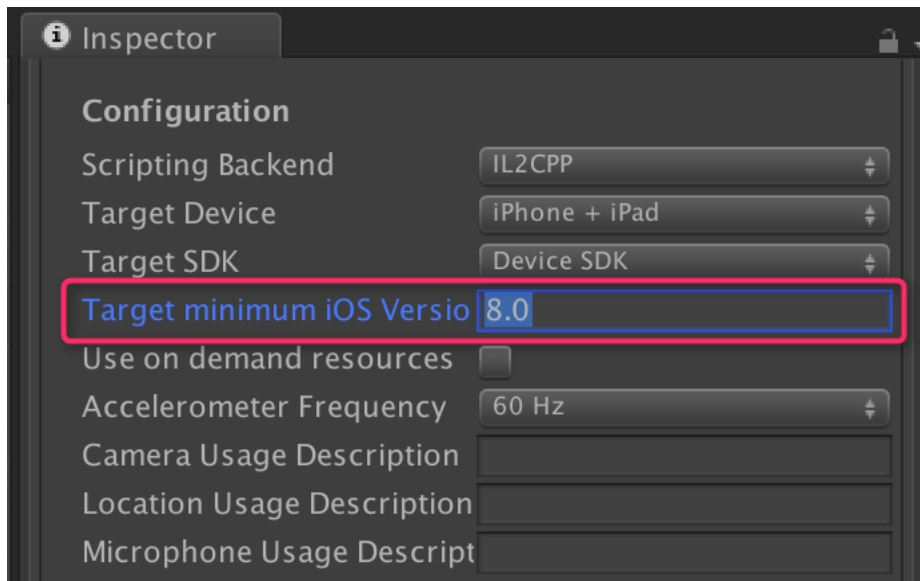 Inspector
Configuration
Scripting Backend IL2CPP
Target Device iPhone + iPad
Target SDK Device SDK
Target minimum iOS Versio 8.0
Use on demand resources
Accelerometer Frequency 60 Hz
Camera Usage Description
Location Usage Description
Microphone Usage Descript